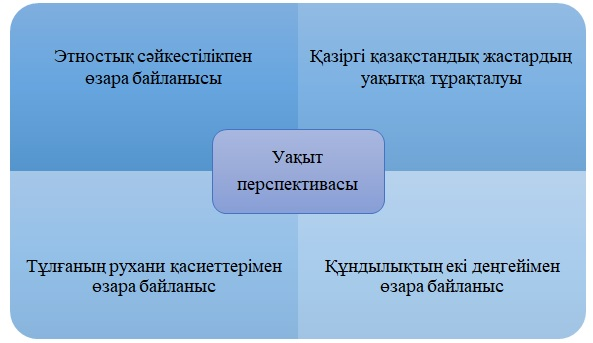 Этностық сәйкестілікпен
өзара байланысы
Қазіргі қазақстандық жастардың
уақытқа тұрақталуы
Уақыт
перспективасы
Тұлғаның рухани қасиеттерімен
өзара байланыс
Құндылықтың екі деңгейімен
өзара байланыс